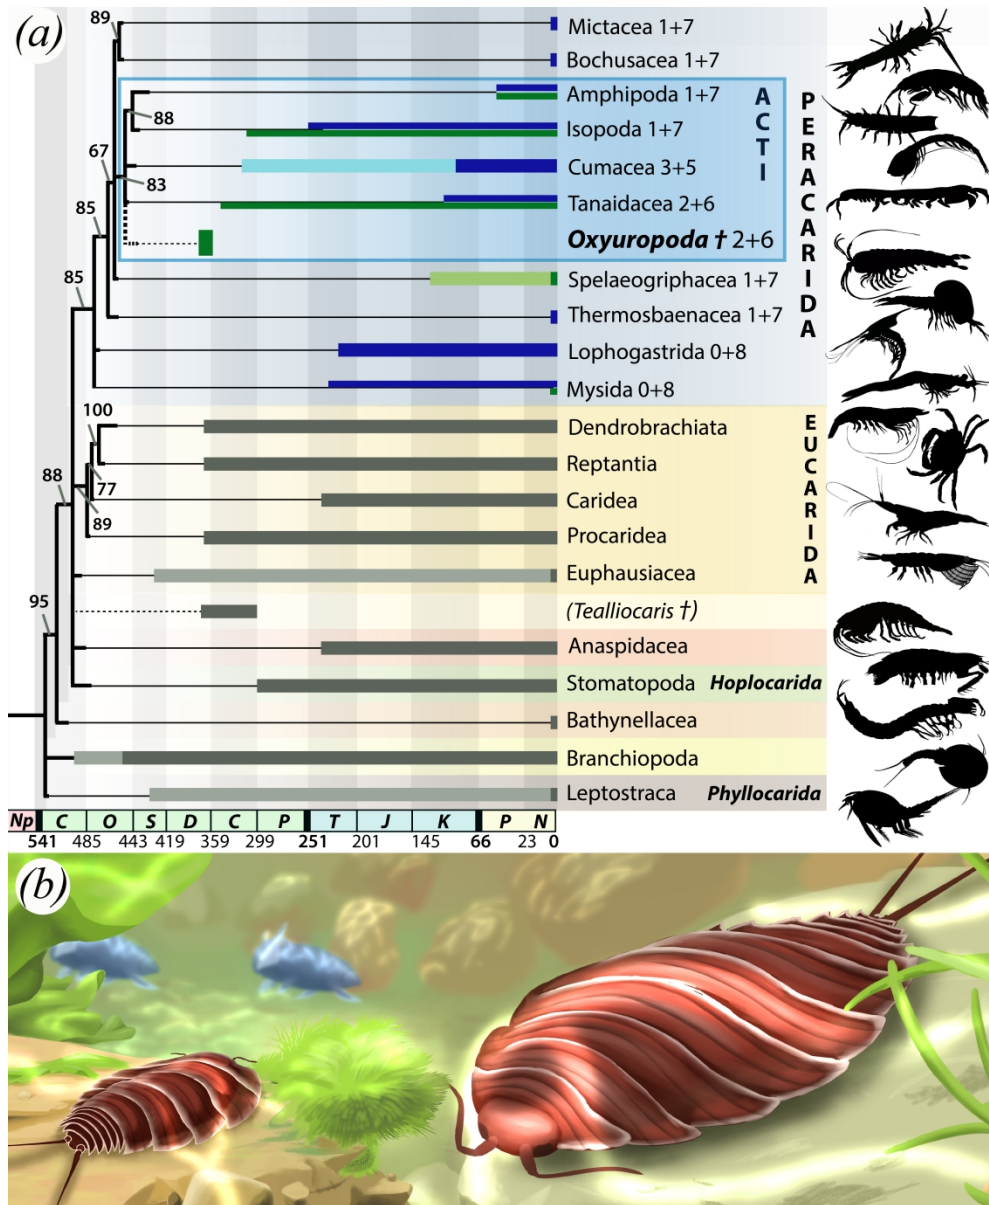 (a)
89
Mictacea 1+7
Bochusacea 1+7
Amphipoda 1+7
88
Isopoda 1+7
67
Cumacea 3+5
83
Tanaidacea 2+6
85
Oxyuropoda † 2+6
ACTI
PERACARIDA
85
Spelaeogriphacea 1+7
Thermosbaenacea 1+7
Lophogastrida 0+8
Mysida 0+8
100
Dendrobrachiata
Reptantia
88
77
Caridea
89
Procaridea
EUCARIDA
Euphausiacea
95
(Tealliocaris †)
Anaspidacea
Stomatopoda Hoplocarida
Bathynellacea
Branchiopoda
Leptostraca Phyllocarida
Np C O S D C P T J K P N
541 485 443 419 359 299 251 201 145 66 23 0
(b)